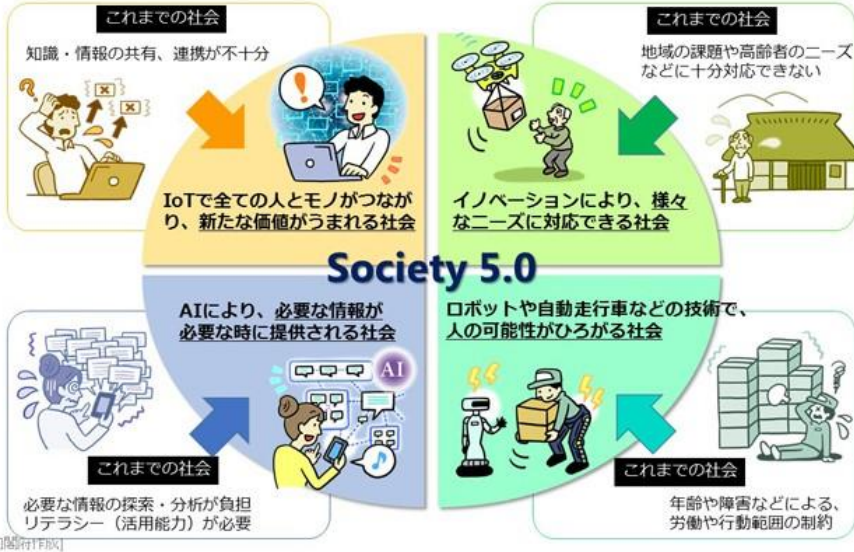 これまでの社会
知識・情報の共有、連携が不十分
IoTで全ての人とモノがつなが
り、新たな価値がうまれる社会
これまでの社会
地域の課題や高齢者のニーズ
などに十分対応できない
イノベーションにより、様々
なニーズに対応できる社会
Society 5.0
AIにより、必要な情報が
必要な時に提供される社会
AI
これまでの社会
必要な情報の探索・分析が負担
リテラシー（活用能力）が必要
ロボットや自動走行車などの技術で、
人の可能性がひろがる社会
これまでの社会
年齢や障害などによる、
労働や行動範囲の制約